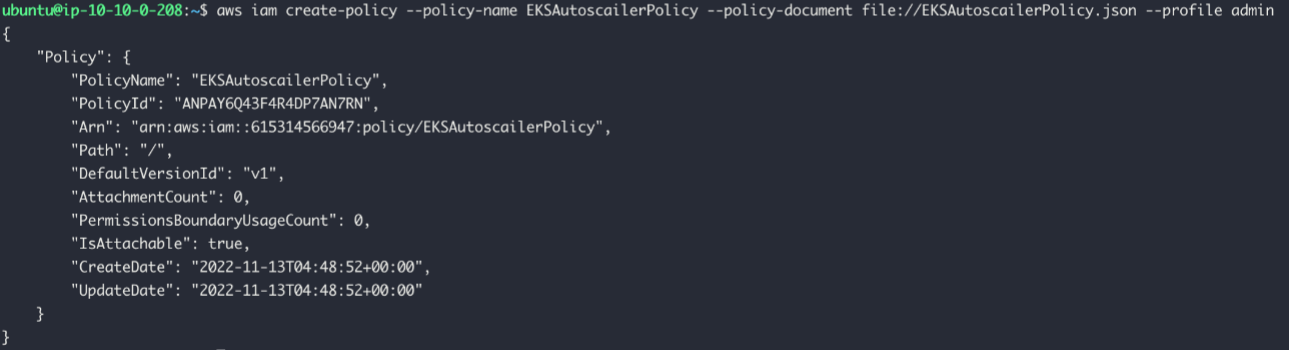 ubuntu@ip-10-10-0-208:~$ aws iam create-policy --policy-name EKSAutoscailerPolicy --policy-document file://EKSAutoscailerPolicy.json --profile admin
{
    "Policy": {
        "PolicyName": "EKSAutoscailerPolicy",
        "PolicyId": "ANPAY6Q43F4R4DP7AN7RN",
        "Arn": "arn:aws:iam::615314566947:policy/EKSAutoscailerPolicy",
        "Path": "/",
        "DefaultVersionId": "v1",
        "AttachmentCount": 0,
        "PermissionsBoundaryUsageCount": 0,
        "IsAttachable": true,
        "CreateDate": "2022-11-13T04:48:52+00:00",
        "UpdateDate": "2022-11-13T04:48:52+00:00"
    }
}